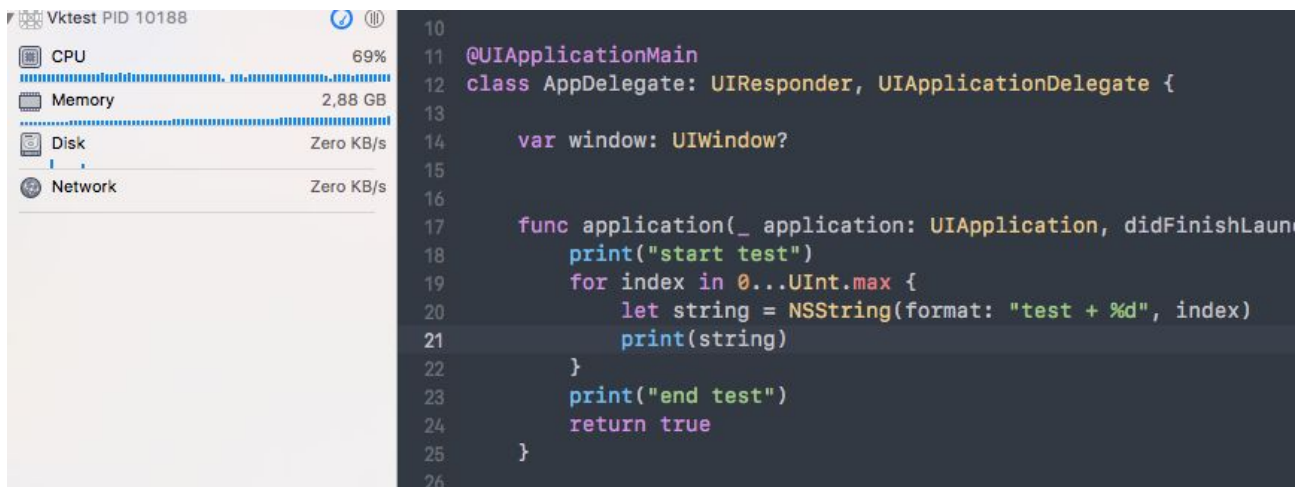 Vktest PID 10188
CPU 69%
Memory 2,88 GB
Disk Zero KB/s
Network Zero KB/s
10
11 @UIApplicationMain
12 class AppDelegate: UIResponder, UIApplicationDelegate {
13
14 var window: UIWindow?
15
16
17 func application(_ application: UIApplication, didFinishLaun
18 print("start test")
19 for index in 0...UInt.max {
20 let string = NSString(format: "test + %d", index)
21 print(string)
22 }
23 print("end test")
24 return true
25 }
26